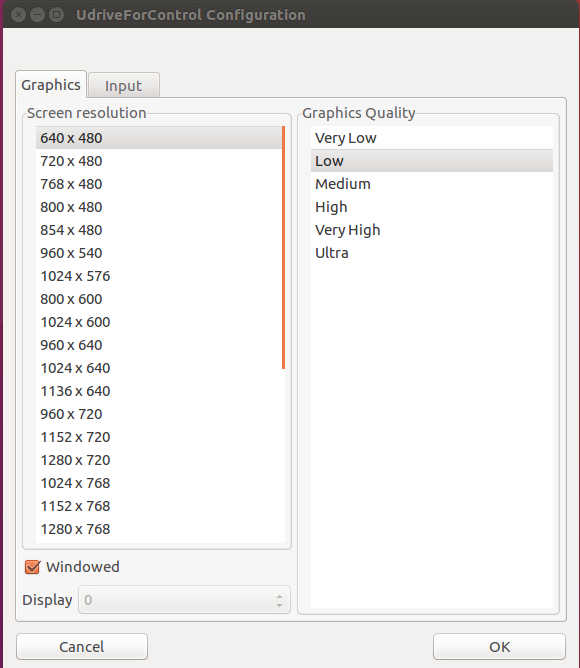 UdriveForControl Configuration
Graphics
Input
Screen resolution
640 x 480
720 x 480
768 x 480
800 x 480
854 x 480
960 x 540
1024 x 576
800 x 600
1024 x 600
960 x 640
1024 x 640
1136 x 640
960 x 720
1152 x 720
1280 x 720
1024 x 768
1152 x 768
1280 x 768
Graphics Quality
Very Low
Low
Medium
High
Very High
Ultra
Windowed
Display 0
Cancel
OK